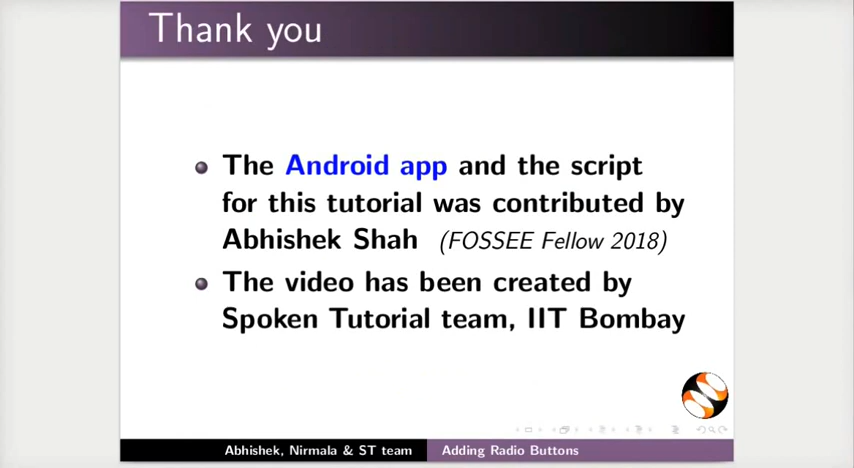 Thank you
The Android app and the script
for this tutorial was contributed by
Abhishek Shah (FOSSEE Fellow 2018)
The video has been created by
Spoken Tutorial team, IIT Bombay
Abhishek, Nirmala & ST team
Adding Radio Buttons